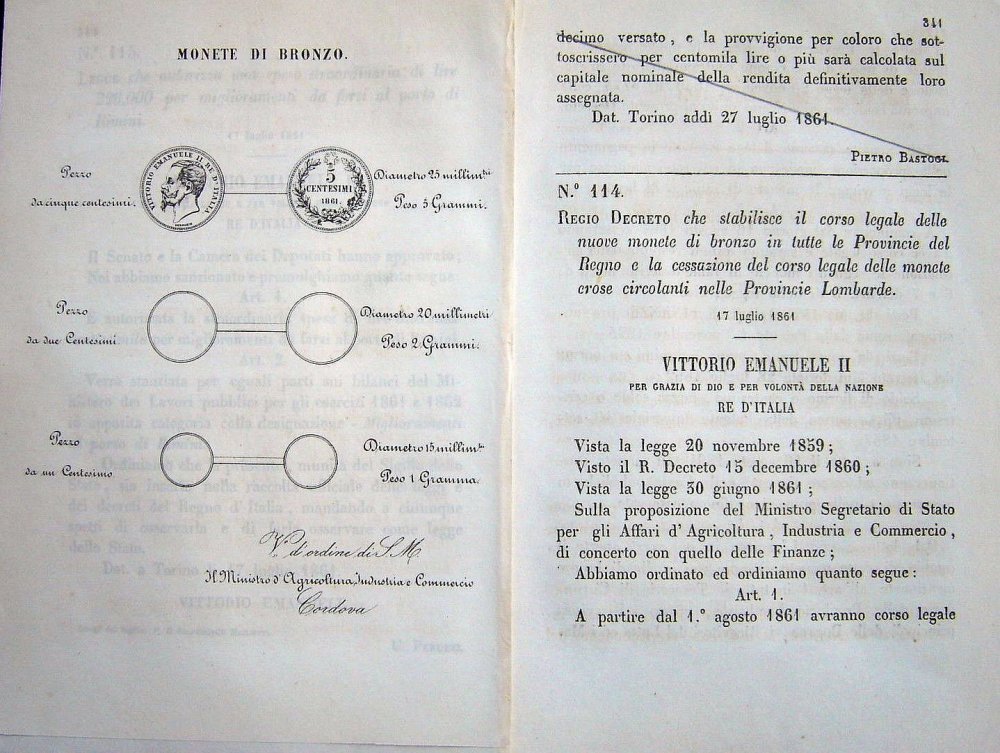 MONETE DI BRONZO.
Pezzo
da cinque centesimi.
VITTORIO EMANUELE II RE D'ITALIA
5
CENTESIMI
1861.
Diametro 25 millim.tri
Peso 5 Grammi.
Pezzo
da due Centesimi.
Diametro 20 millimetri
Peso 2 Grammi.
Pezzo
da un Centesimo
Diametro 15 millim.tri
Peso 1 Gramma.
V. d'ordine di S. M.
Il Ministro d'Agricoltura, Industria e Commercio
Cordova
341
decimo versato, e la provvigione per coloro che sot-
toscrissero per centomila lire o più sarà calcolata sul
capitale nominale della rendita definitivamente loro
assegnata.
Dat. Torino addì 27 luglio 1861.
PIETRO BASTOGI.
N.º 114.
REGIO DECRETO che stabilisce il corso legale delle
nuove monete di bronzo in tutte le Provincie del
Regno e la cessazione del corso legale delle monete
erose circolanti nelle Provincie Lombarde.
17 luglio 1861
VITTORIO EMANUELE II
PER GRAZIA DI DIO E PER VOLONTÀ DELLA NAZIONE
RE D'ITALIA
Vista la legge 20 novembre 1859;
Visto il R. Decreto 15 decembre 1860;
Vista la legge 30 giugno 1861;
Sulla proposizione del Ministro Segretario di Stato
per gli Affari d'Agricoltura, Industria e Commercio,
di concerto con quello delle Finanze;
Abbiamo ordinato ed ordiniamo quanto segue:
Art. 1.
A partire dal 1.º agosto 1861 avranno corso legale